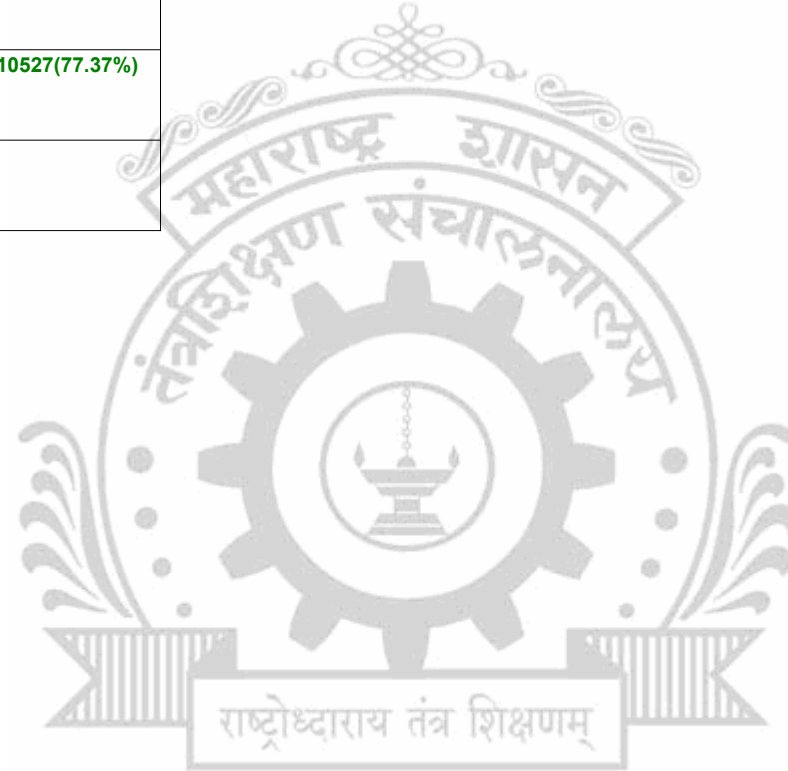 10527(77.37%)
महाराष्ट्र शासन
तंत्रशिक्षण संचालनालय
राष्ट्रोध्दाराय तंत्र शिक्षणम्